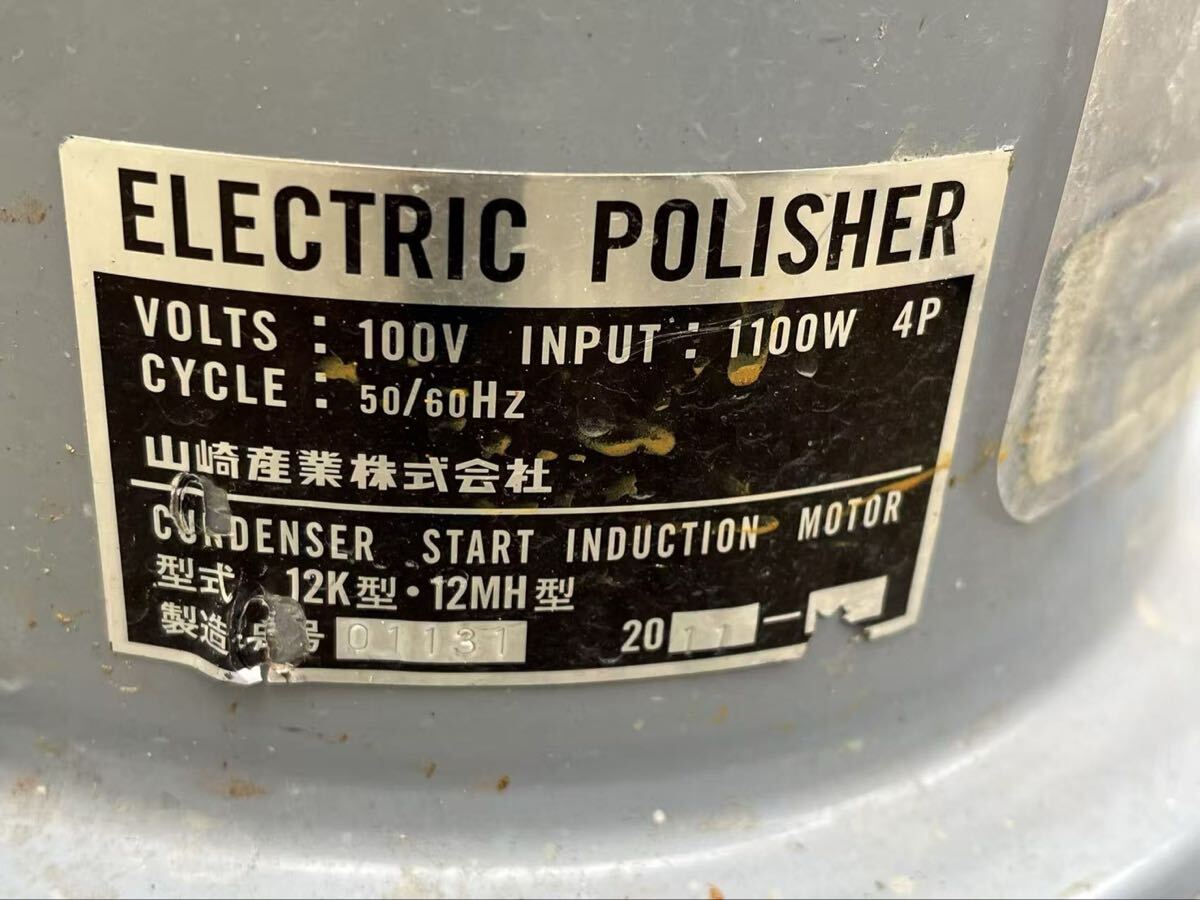 ELECTRIC POLISHER
VOLTS : 100V INPUT : 1100W 4P
CYCLE : 50/60Hz
山崎産業株式会社
CONDENSER START INDUCTION MOTOR
型式 12K型・12MH型
製造番号 01131 2011-